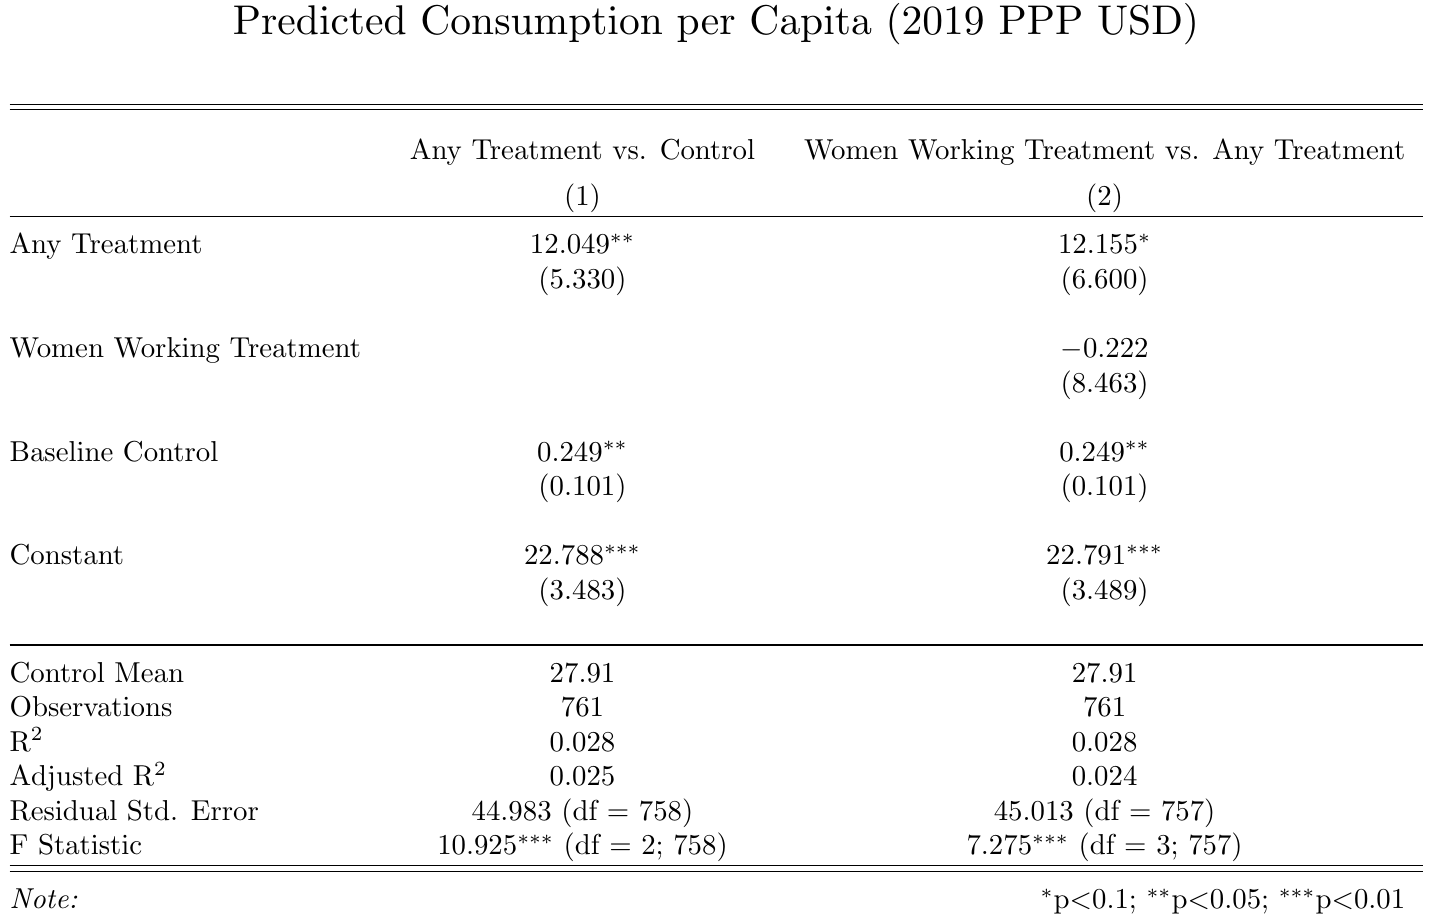 Predicted Consumption per Capita (2019 PPP USD)
Any Treatment vs. Control Women Working Treatment vs. Any Treatment
(1) (2)
Any Treatment 12.049** 12.155*
(5.330) (6.600)
Women Working Treatment −0.222
(8.463)
Baseline Control 0.249** 0.249**
(0.101) (0.101)
Constant 22.788*** 22.791***
(3.483) (3.489)
Control Mean 27.91 27.91
Observations 761 761
R² 0.028 0.028
Adjusted R² 0.025 0.024
Residual Std. Error 44.983 (df = 758) 45.013 (df = 757)
F Statistic 10.925*** (df = 2; 758) 7.275*** (df = 3; 757)
Note: *p<0.1; **p<0.05; ***p<0.01